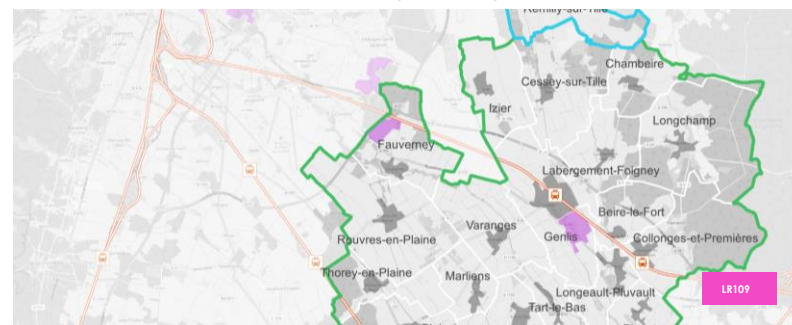 Remilly-sur-Tille
Chambeire
Cessey-sur-Tille
Izier
Longchamp
Fauverney
Labergement-Foigney
Beire-le-Fort
Varanges
Genlis
Collonges-et-Premières
Rouvres-en-Plaine
Thorey-en-Plaine
Marliens
Longeault-Pluvault
Tart-le-Bas
LR109